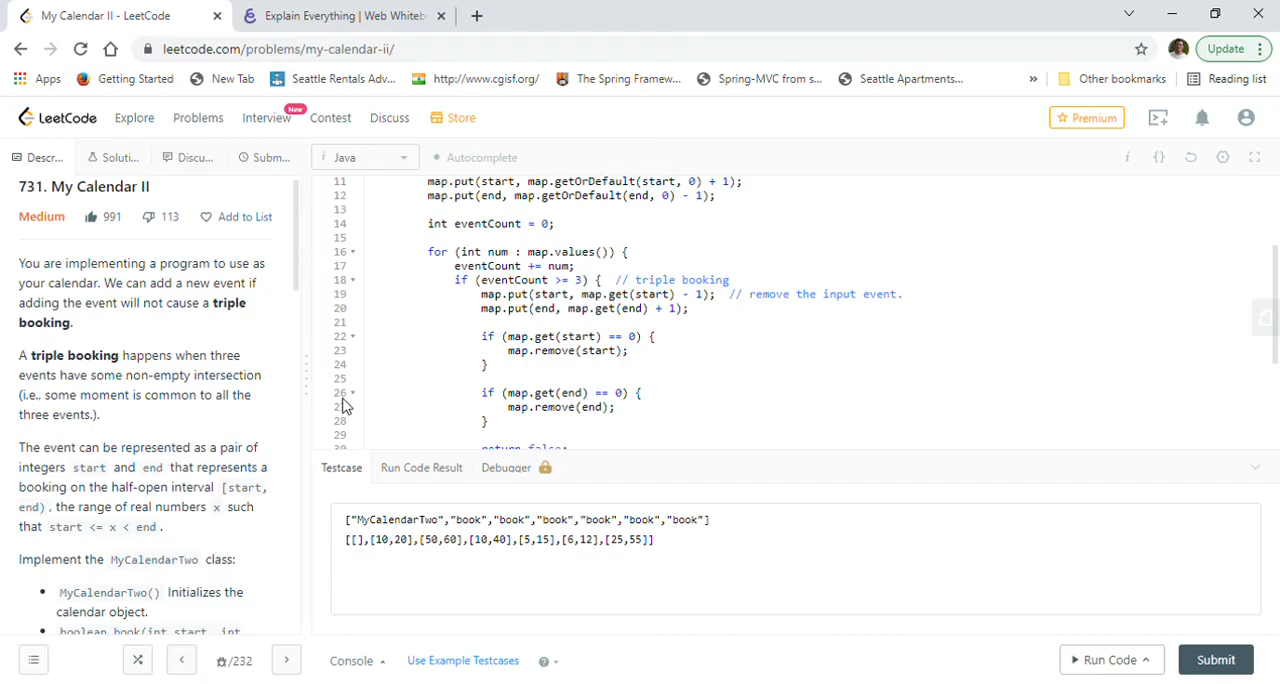 My Calendar II - LeetCode
Explain Everything | Web Whitebo
leetcode.com/problems/my-calendar-ii/
Update
Apps
Getting Started
New Tab
Seattle Rentals Adv...
http://www.cgisf.org/
The Spring Framew...
Spring-MVC from s...
Seattle Apartments...
»
Other bookmarks
Reading list
LeetCode
Explore
Problems
Interview
New
Contest
Discuss
Store
Premium
Descr...
Soluti...
Discu...
Subm...
i Java
Autocomplete
731. My Calendar II
Medium
991
113
Add to List
You are implementing a program to use as
your calendar. We can add a new event if
adding the event will not cause a triple
booking.
A triple booking happens when three
events have some non-empty intersection
(i.e., some moment is common to all the
three events.).
The event can be represented as a pair of
integers start and end that represents a
booking on the half-open interval [start,
end), the range of real numbers x such
that start <= x < end.
Implement the MyCalendarTwo class:
• MyCalendarTwo() Initializes the
calendar object.
• boolean book(int start, int
11 map.put(start, map.getOrDefault(start, 0) + 1);
12 map.put(end, map.getOrDefault(end, 0) - 1);
13
14 int eventCount = 0;
15
16 for (int num : map.values()) {
17 eventCount += num;
18 if (eventCount >= 3) { // triple booking
19 map.put(start, map.get(start) - 1); // remove the input event.
20 map.put(end, map.get(end) + 1);
21
22 if (map.get(start) == 0) {
23 map.remove(start);
24 }
25
26 if (map.get(end) == 0) {
map.remove(end);
28 }
29
30 return false;
Testcase
Run Code Result
Debugger
["MyCalendarTwo","book","book","book","book","book","book"]
[[],[10,20],[50,60],[10,40],[5,15],[6,12],[25,55]]
/232
Console
Use Example Testcases
Run Code
Submit